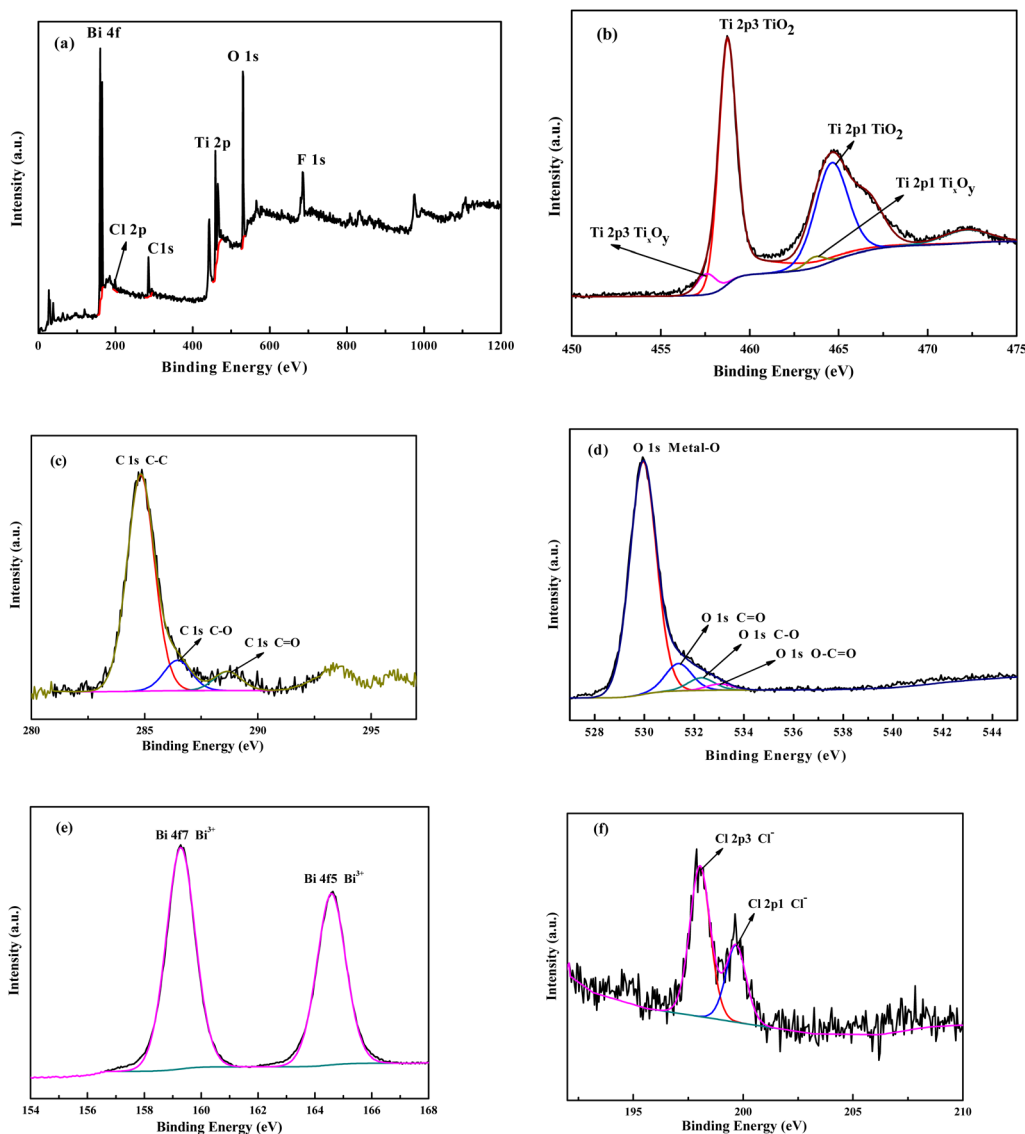 (a)
Bi 4f
O 1s
Ti 2p
F 1s
Cl 2p
C1s
Intensity (a.u.)
0 200 400 600 800 1000 1200
Binding Energy (eV)
(b)
Ti 2p3 TiO₂
Ti 2p1 TiO₂
Ti 2p1 TiₓOy
Ti 2p3 TiₓOy
Intensity (a.u.)
450 455 460 465 470 475
Binding Energy (eV)
(c)
C 1s C-C
C 1s C-O
C 1s C=O
Intensity (a.u.)
280 285 290 295
Binding Energy (eV)
(d)
O 1s Metal-O
O 1s C=O
O 1s C-O
O 1s O-C=O
Intensity (a.u.)
528 530 532 534 536 538 540 542 544
Binding Energy (eV)
(e)
Bi 4f7 Bi³⁺
Bi 4f5 Bi³⁺
Intensity (a.u.)
154 156 158 160 162 164 166 168
Binding Energy (eV)
(f)
Cl 2p3 Cl⁻
Cl 2p1 Cl⁻
Intensity (a.u.)
195 200 205 210
Binding Energy (eV)